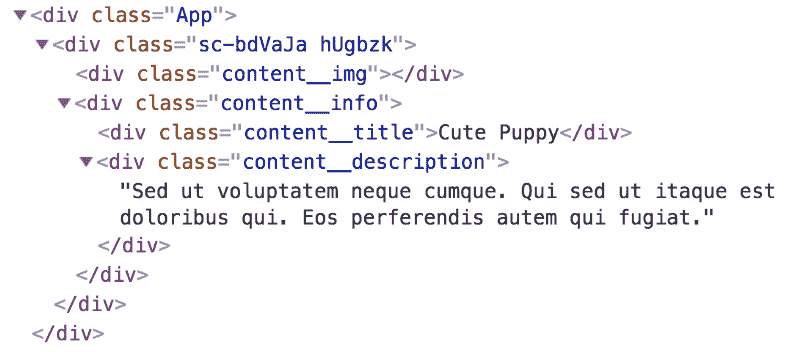 ▼<div class="App">
▼<div class="sc-bdVaJa hUgbzk">
<div class="content__img"></div>
▼<div class="content__info">
<div class="content__title">Cute Puppy</div>
▼<div class="content__description">
"Sed ut voluptatem neque cumque. Qui sed ut itaque est
doloribus qui. Eos perferendis autem qui fugiat."
</div>
</div>
</div>
</div>